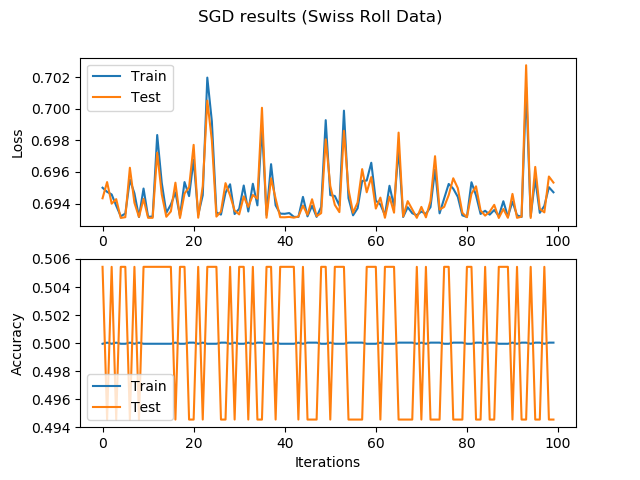 SGD results (Swiss Roll Data)
0.702
0.700
0.698
0.696
0.694
Loss
Train
Test
0 20 40 60 80 100
0.506
0.504
0.502
0.500
0.498
0.496
0.494
Accuracy
Train
Test
0 20 40 60 80 100
Iterations